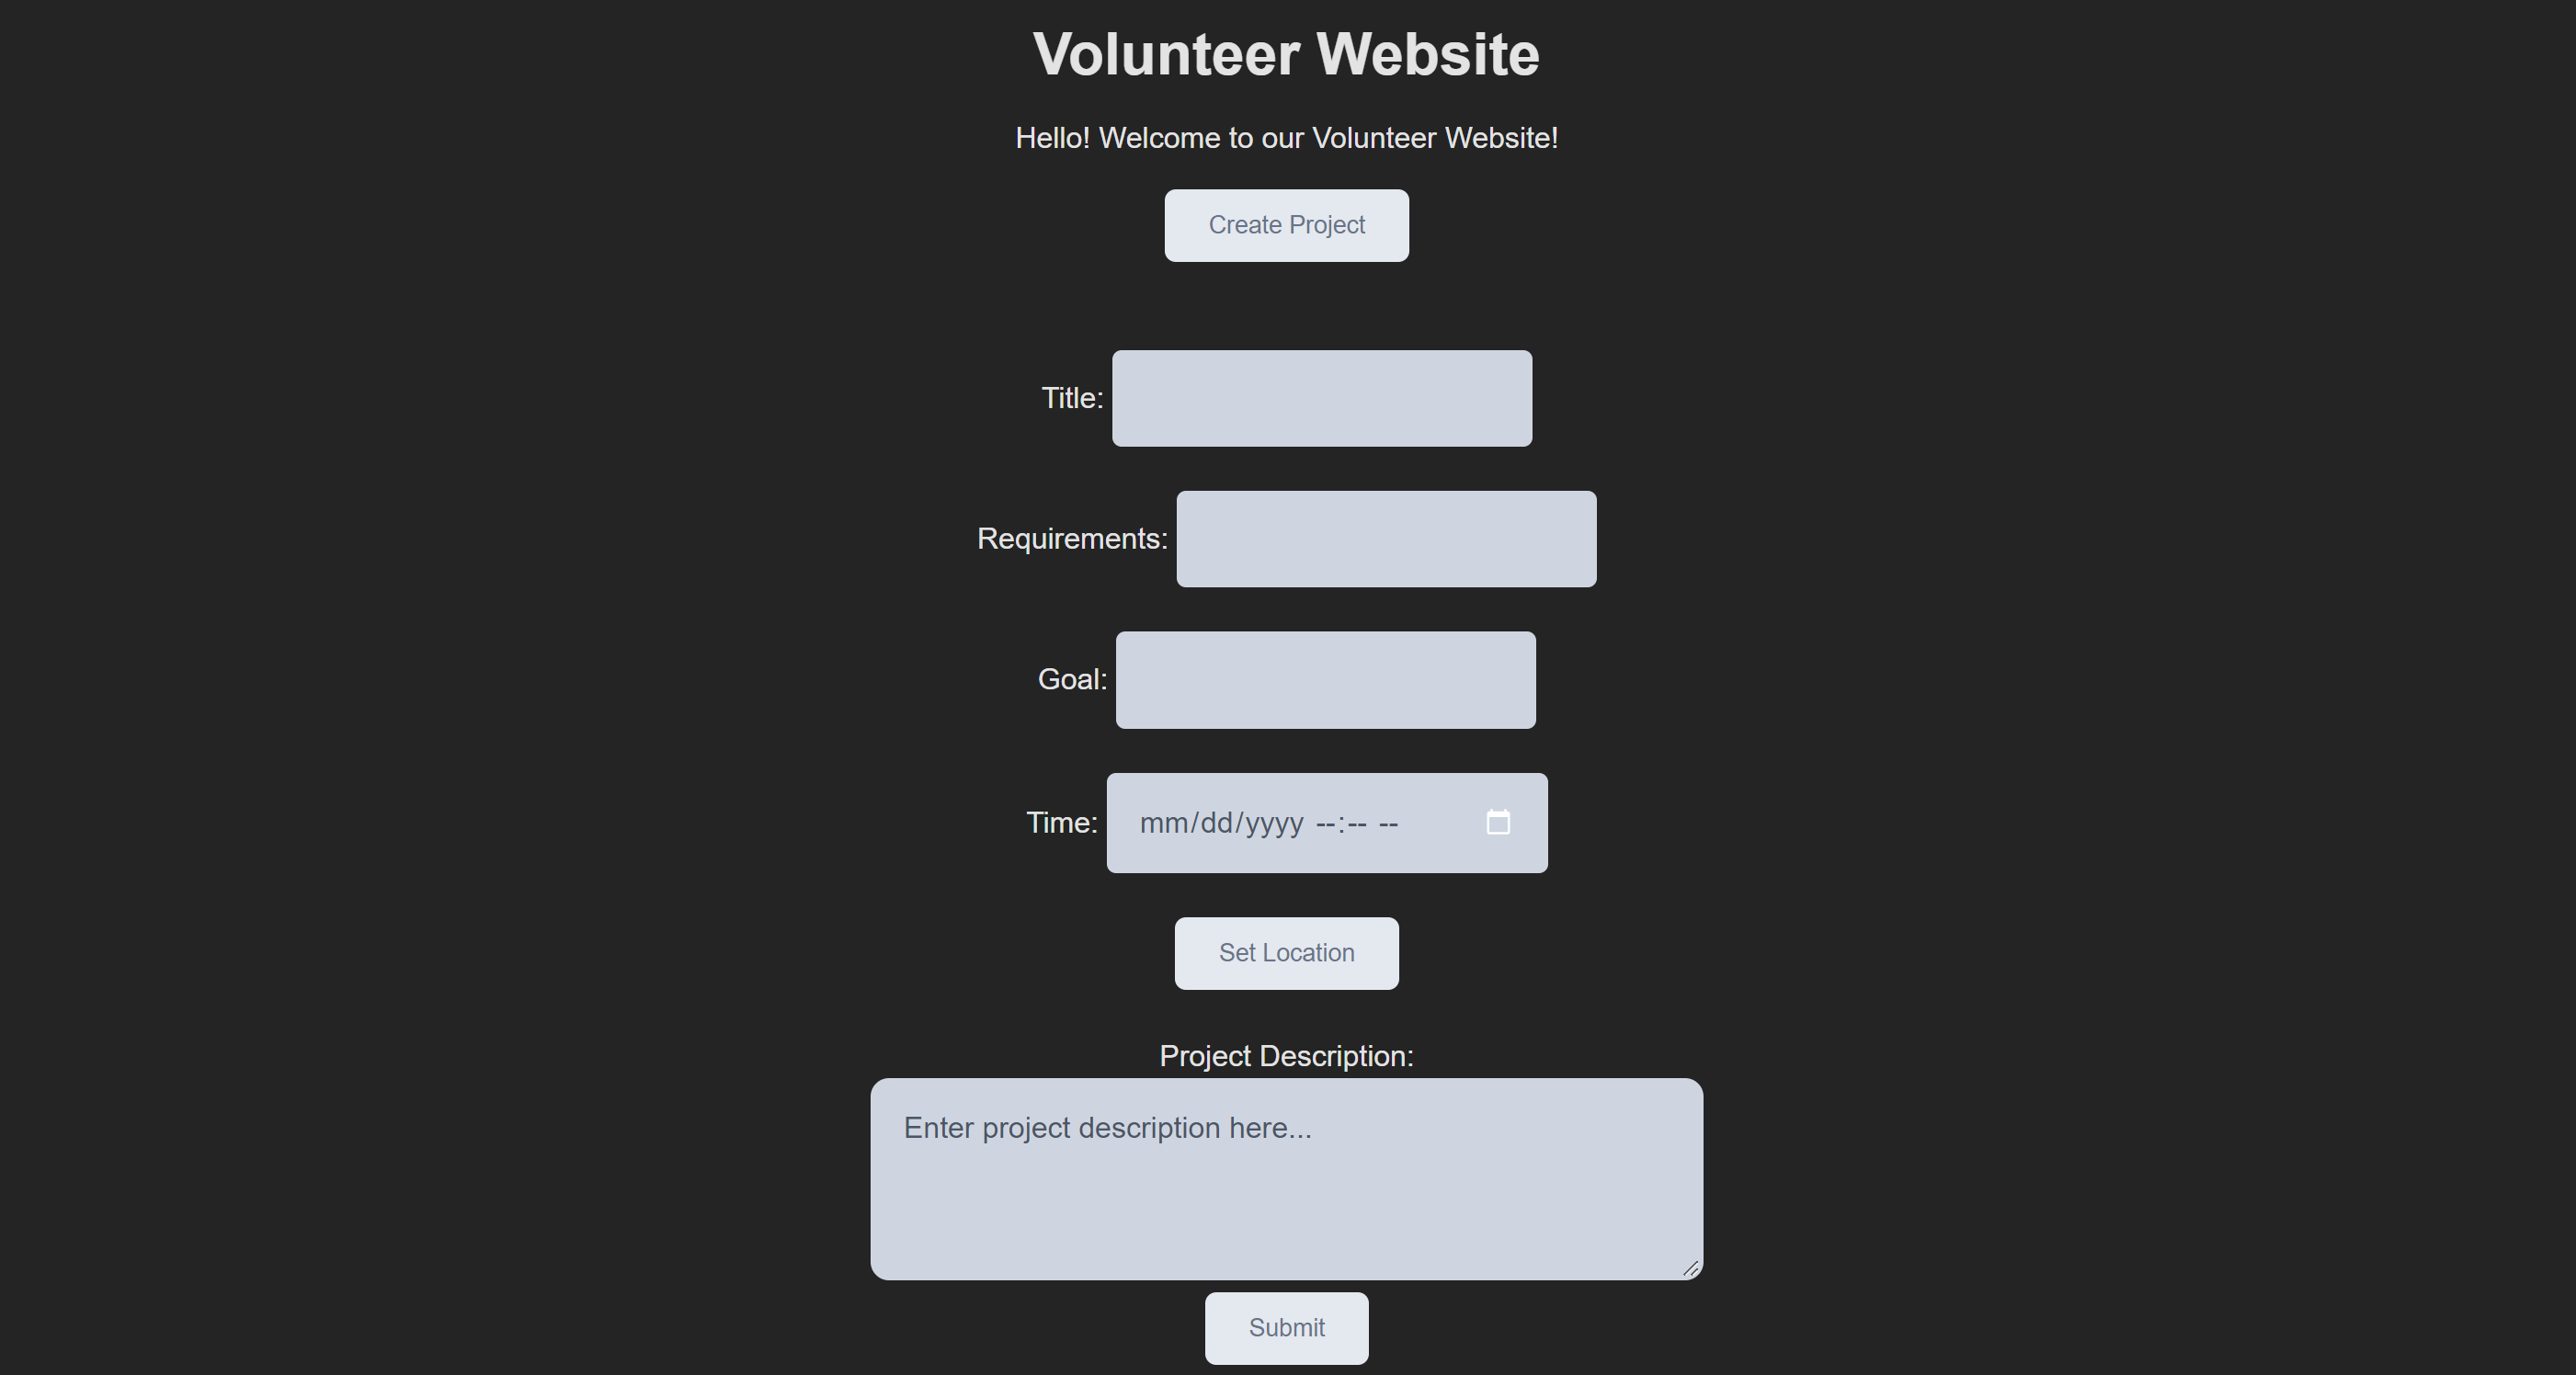 Volunteer Website
Hello! Welcome to our Volunteer Website!
Create Project
Title:
Requirements:
Goal:
Time: mm/dd/yyyy --:-- --
Set Location
Project Description:
Enter project description here...
Submit